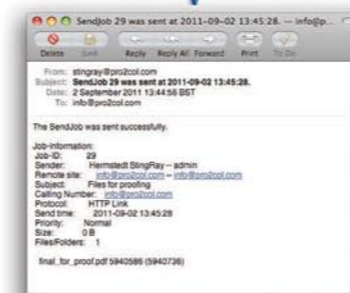 SendJob 29 was sent at 2011-09-02 13:45:28. — info@p...
Delete Junk Reply Reply All Forward Print To Do
From: stingray@pro2col.com
Subject: SendJob 29 was sent at 2011-09-02 13:45:28.
Date: 2 September 2011 13:44:56 BST
To: info@pro2col.com
The SendJob was sent successfully.
Job-Information:
Job-ID: 29
Sender: Hermstedt StingRay – admin
Remote site: info@pro2col.com – info@pro2col.com
Subject: Files for proofing
Calling Number: info@pro2col.com
Protocol: HTTP Link
Send time: 2011-09-02 13:45:28
Priority: Normal
Size: 0 B
Files/Folders: 1
final_for_proof.pdf 5940586 (5940736)